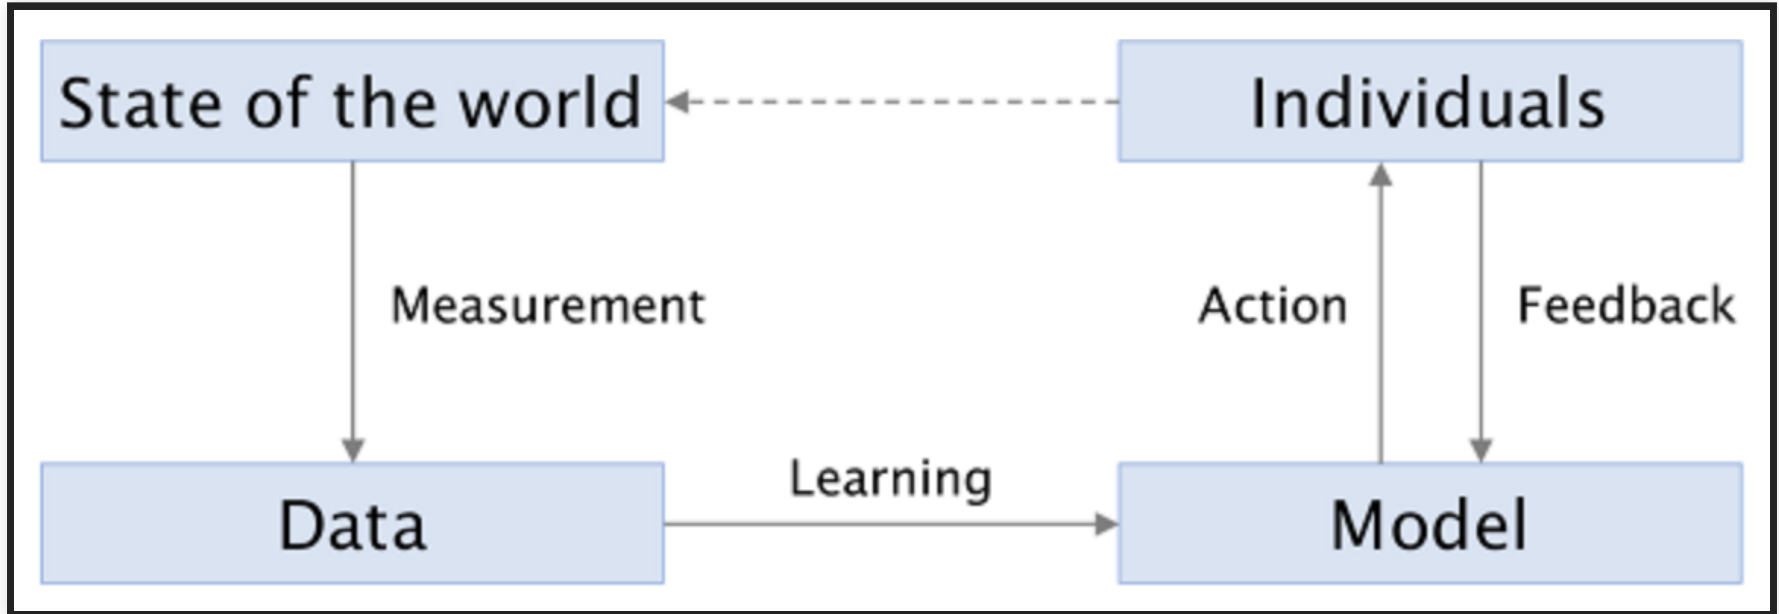 State of the world
Individuals
Measurement
Action
Feedback
Learning
Data
Model